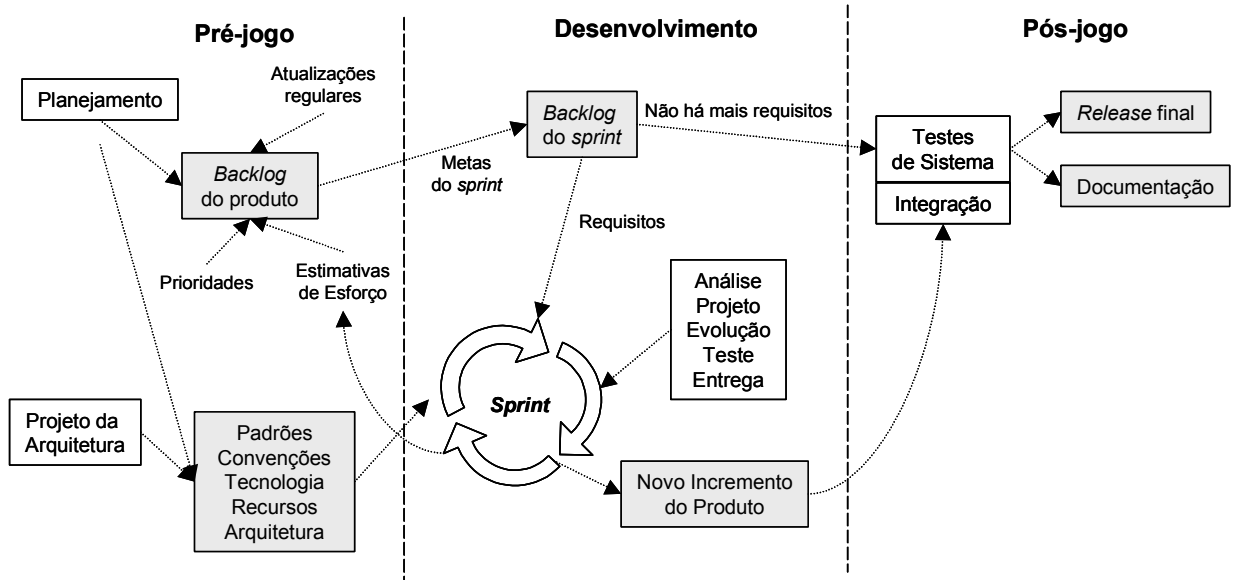 Pré-jogo
Desenvolvimento
Pós-jogo
Planejamento
Atualizações
regulares
Backlog
do produto
Prioridades
Estimativas
de Esforço
Projeto da
Arquitetura
Padrões
Convenções
Tecnologia
Recursos
Arquitetura
Metas
do sprint
Backlog
do sprint
Não há mais requisitos
Requisitos
Análise
Projeto
Evolução
Teste
Entrega
Sprint
Novo Incremento
do Produto
Testes
de Sistema
Integração
Release final
Documentação